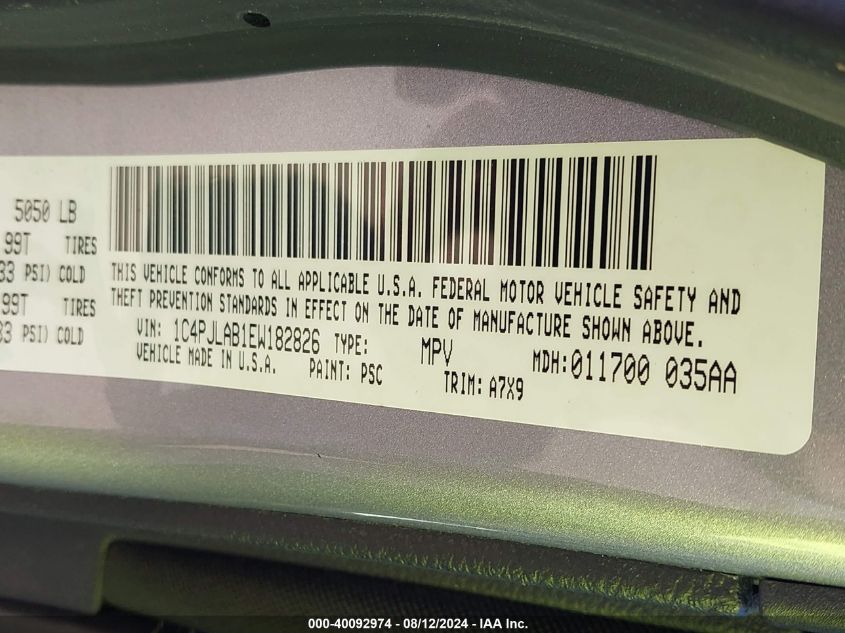 5050 LB
99T TIRES
33 PSI) COLD
99T TIRES
33 PSI) COLD
THIS VEHICLE CONFORMS TO ALL APPLICABLE U.S.A. FEDERAL MOTOR VEHICLE SAFETY AND
THEFT PREVENTION STANDARDS IN EFFECT ON THE DATE OF MANUFACTURE SHOWN ABOVE.
VIN: 1C4PJLAB1EW182826 TYPE: MPV MDH:011700 035AA
VEHICLE MADE IN U.S.A. PAINT: PSC TRIM: A7X9
000-40092974 - 08/12/2024 - IAA Inc.